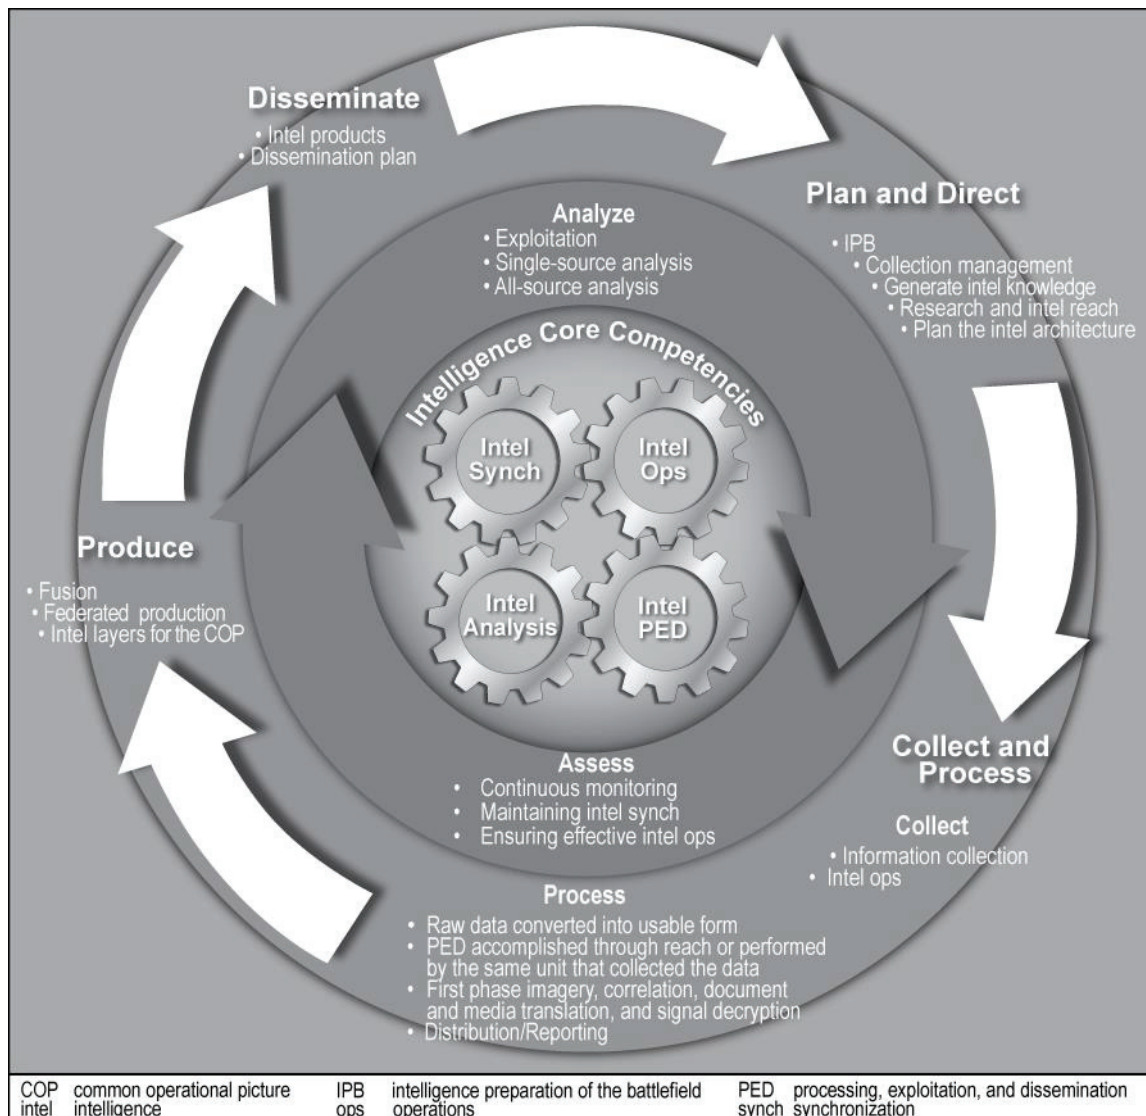 Disseminate
• Intel products
• Dissemination plan
Plan and Direct
• IPB
• Collection management
• Generate intel knowledge
• Research and intel reach
• Plan the intel architecture
Analyze
• Exploitation
• Single-source analysis
• All-source analysis
Intelligence Core Competencies
Intel
Synch
Intel
Ops
Intel
Analysis
Intel
PED
Produce
• Fusion
• Federated production
• Intel layers for the COP
Assess
• Continuous monitoring
• Maintaining intel synch
• Ensuring effective intel ops
Collect and
Process
Collect
• Information collection
• Intel ops
Process
• Raw data converted into usable form
• PED accomplished through reach or performed
by the same unit that collected the data
• First phase imagery, correlation, document
and media translation, and signal decryption
• Distribution/Reporting
COP common operational picture IPB intelligence preparation of the battlefield PED processing, exploitation, and dissemination
intel intelligence ops operations synch synchronization